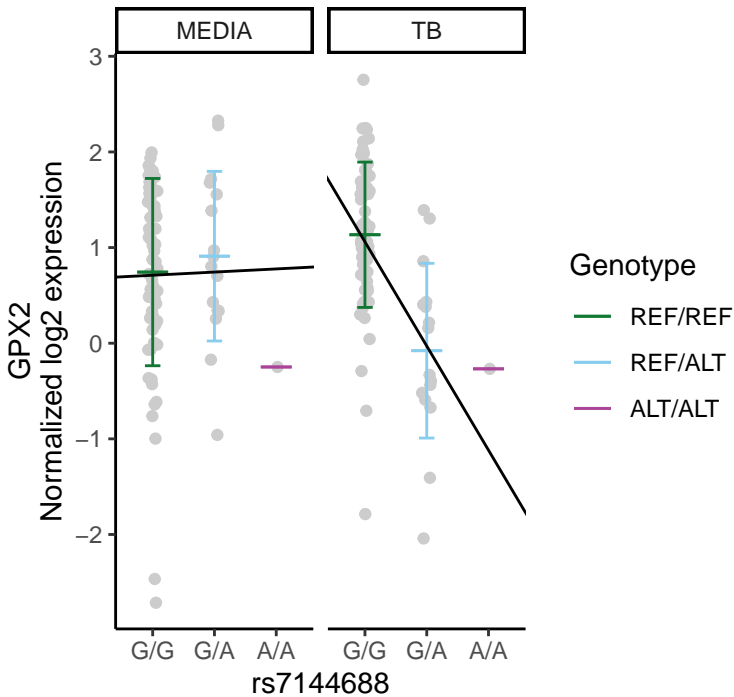 MEDIA
TB
GPX2
Normalized log2 expression
3
2
1
0
−1
−2
G/G
G/A
A/A
G/G
G/A
A/A
rs7144688
Genotype
REF/REF
REF/ALT
ALT/ALT